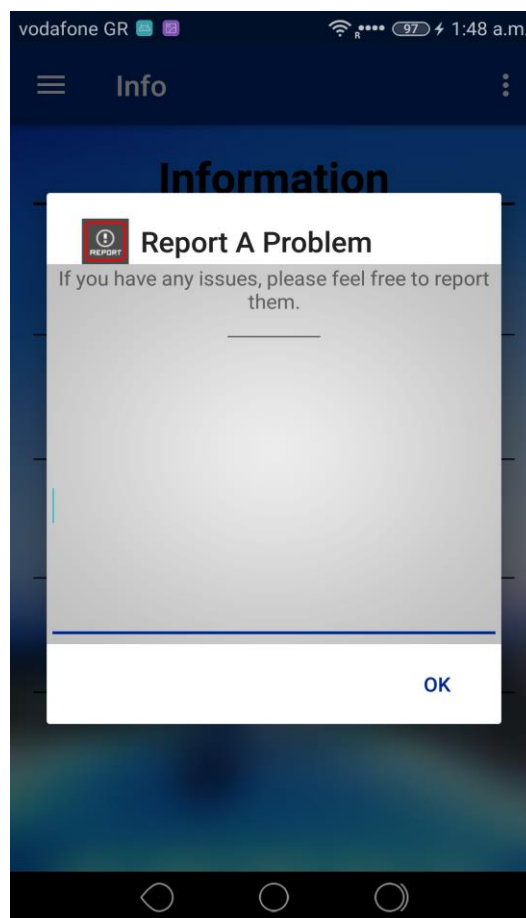 vodafone GR 97 1:48 a.m.
Info
Information
REPORT
Report A Problem
If you have any issues, please feel free to report
them.
OK